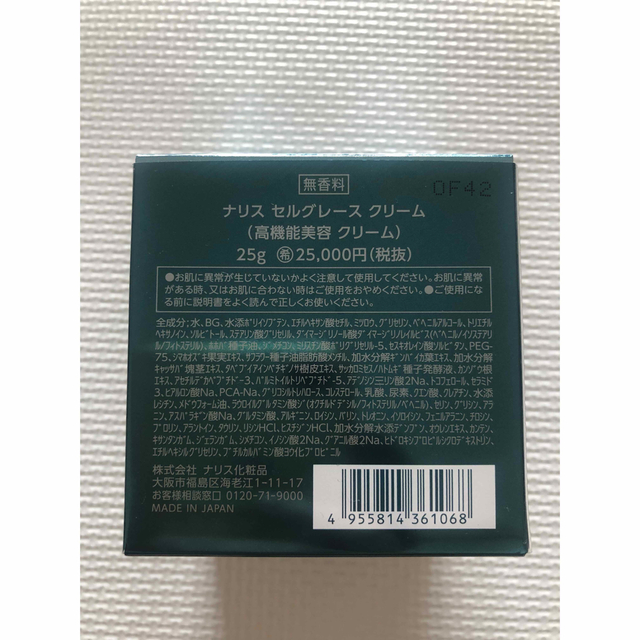 無香料
0F42
ナリス セルグレース クリーム
(高機能美容 クリーム)
25g ㊒希25,000円(税抜)
●お肌に異常が生じていないかよく注意して使用してください。お肌に異常
がある時、又はお肌に合わない時はご使用をおやめください。●ご使用にな
る前に説明書をよく読んで正しくお使いください。
全成分;水、BG、水添ポリイソブテン、エチルヘキサン酸セチル、ミツロウ、グリセリン、ベヘニルアルコール、トリエチル
ヘキサノイン、ソルビトール、ステアリン酸グリセリル、ダイマージリノール酸ダイマージリノレイルビス(ベヘニル/イソステアリ
ル/フィトステリル)、ホホバ種子油、ジメチコン、ミリスチン酸ポリグリセリル-5、セスキオレイン酸ソルビタン、PEG-
75、シマホオズキ果実エキス、サフラワー種子油脂肪酸メンチル、加水分解ギンバイカ葉エキス、加水分解
キャッサバ塊茎エキス、タベブイアインペチギノサ樹皮エキス、サッカロミセス/ハトムギ種子発酵液、カンゾウ根エ
キス、アセチルデカペプチド-3、パルミトイルトリペプチド-5、アデノシン三リン酸2Na、トコフェロール、セラミド
3、ヒアルロン酸Na、PCA-Na、グリコシルトレハロース、コレステロール、乳酸、尿素、クエン酸、クレアチン、水添
レシチン、メドウフォーム油、ラウロイルグルタミン酸ジ(オクチルドデシル/フィトステリル/ベヘニル)、セリン、グリシン、アラニ
ン、アスパラギン酸Na、グルタミン酸、アルギニン、ロイシン、バリン、トレオニン、イソロイシン、フェニルアラニン、チロシン、
プロリン、アラントイン、タウリン、リシンHCl、ヒスチジンHCl、加水分解水添デンプン、オウレンエキス、カンテン、
キサンタンガム、ジェランガム、シメチコン、イノシン酸2Na、グアニル酸2Na、ヒドロキシプロピルシクロデキストリン、
エチルヘキシルグリセリン、ブチルカルバミン酸ヨウ化プロピニル
株式会社 ナリス化粧品
大阪市福島区海老江1-11-17
お客様相談窓口 0120-71-9000
MADE IN JAPAN
4 955814 361068